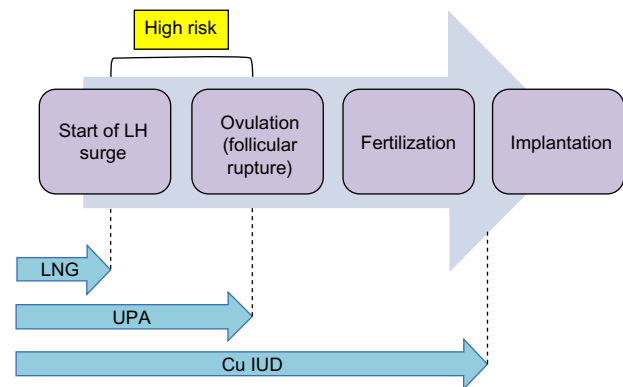 High risk
Start of LH
surge
Ovulation
(follicular
rupture)
Fertilization
Implantation
LNG
UPA
Cu IUD